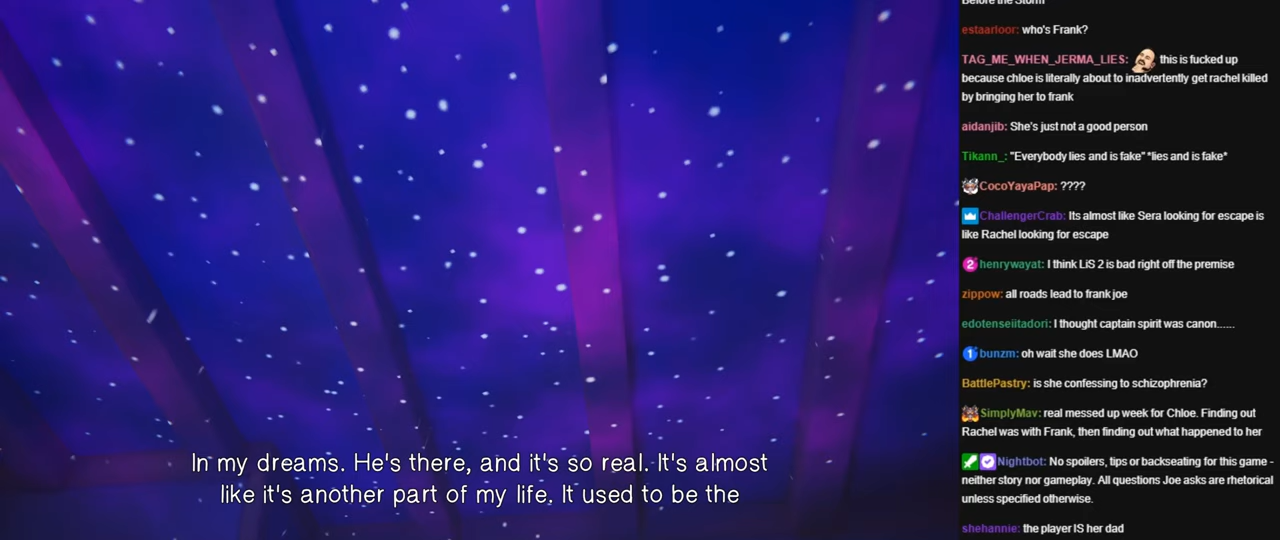 In my dreams. He's there, and it's so real. It's almost
like it's another part of my life. It used to be the
Before the Storm
estaarloor: who's Frank?
TAG_ME_WHEN_JERMA_LIES: this is fucked up
because chloe is literally about to inadvertently get rachel killed
by bringing her to frank
aidanjib: She's just not a good person
Tikann_: "Everybody lies and is fake" *lies and is fake*
CocoYayaPap: ????
ChallengerCrab: Its almost like Sera looking for escape is
like Rachel looking for escape
2 henrywayat: I think LiS 2 is bad right off the premise
zippow: all roads lead to frank joe
edotenseiitadori: I thought captain spirit was canon......
1 bunzm: oh wait she does LMAO
BattlePastry: is she confessing to schizophrenia?
SimplyMav: real messed up week for Chloe. Finding out
Rachel was with Frank, then finding out what happened to her
Nightbot: No spoilers, tips or backseating for this game -
neither story nor gameplay. All questions Joe asks are rhetorical
unless specified otherwise.
shehannie: the player IS her dad